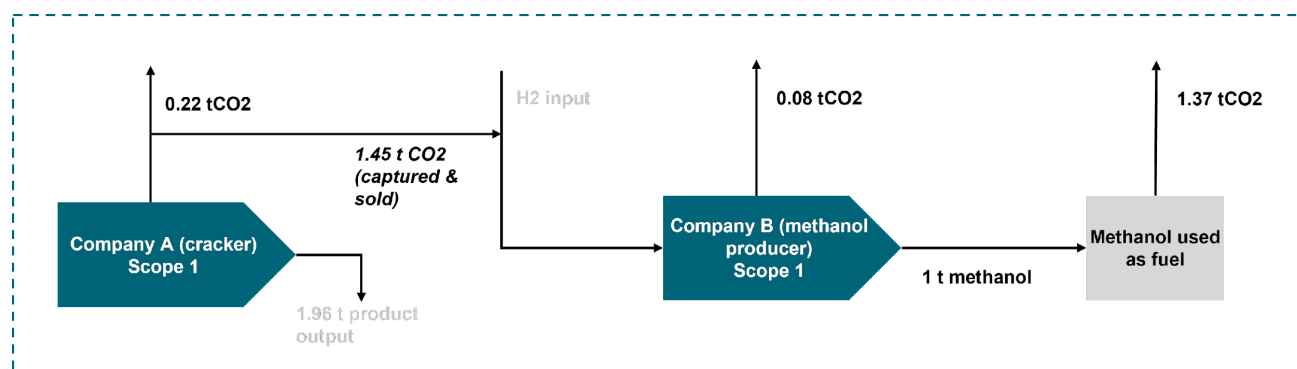 0.22 tCO2
H2 input
0.08 tCO2
1.37 tCO2
1.45 t CO2
(captured &
sold)
Company A (cracker)
Scope 1
Company B (methanol
producer)
Scope 1
Methanol used
as fuel
1 t methanol
1.96 t product
output